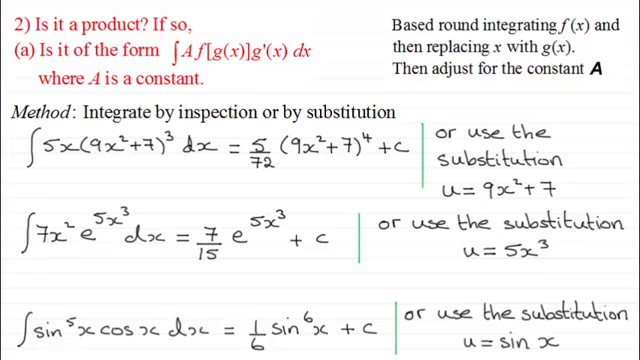 2) Is it a product? If so,
(a) Is it of the form ∫ A f[g(x)]g'(x) dx
where A is a constant.
Based round integrating f(x) and
then replacing x with g(x).
Then adjust for the constant A
Method: Integrate by inspection or by substitution
∫ 5x(9x²+7)³ dx = 5/72 (9x²+7)⁴ + c
or use the
substitution
u = 9x²+7
∫ 7x² e^{5x³} dx = 7/15 e^{5x³} + c
or use the substitution
u = 5x³
∫ sin⁵x cos x dx = 1/6 sin⁶x + c
or use the substitution
u = sin x